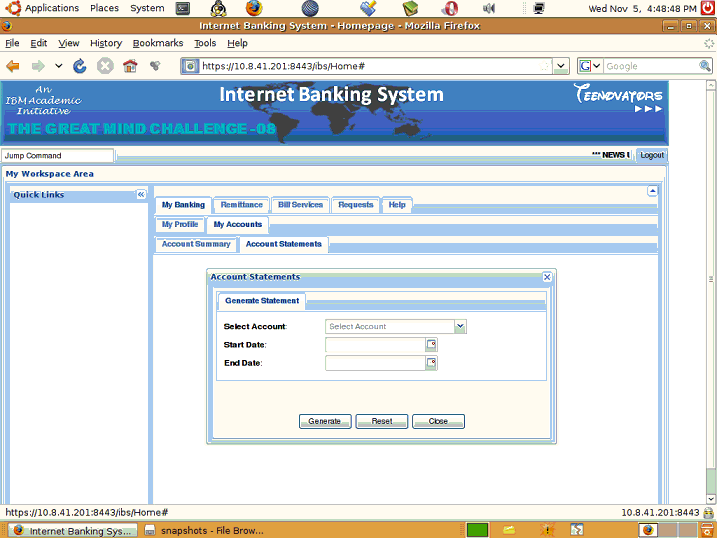 Applications Places System Wed Nov 5, 4:48:48 PM
Internet Banking System - Homepage - Mozilla Firefox
File Edit View History Bookmarks Tools Help
https://10.8.41.201:8443/ibs/Home# G Google
An
IBM Academic
Initiative
Internet Banking System
TEENOVATORS
THE GREAT MIND CHALLENGE -08
Jump Command *** NEWS Logout
My Workspace Area
Quick Links
My Banking Remittance Bill Services Requests Help
My Profile My Accounts
Account Summary Account Statements
Account Statements
Generate Statement
Select Account: Select Account
Start Date:
End Date:
Generate Reset Close
https://10.8.41.201:8443/ibs/Home# 10.8.41.201:8443
Internet Banking Sys... snapshots - File Brow...